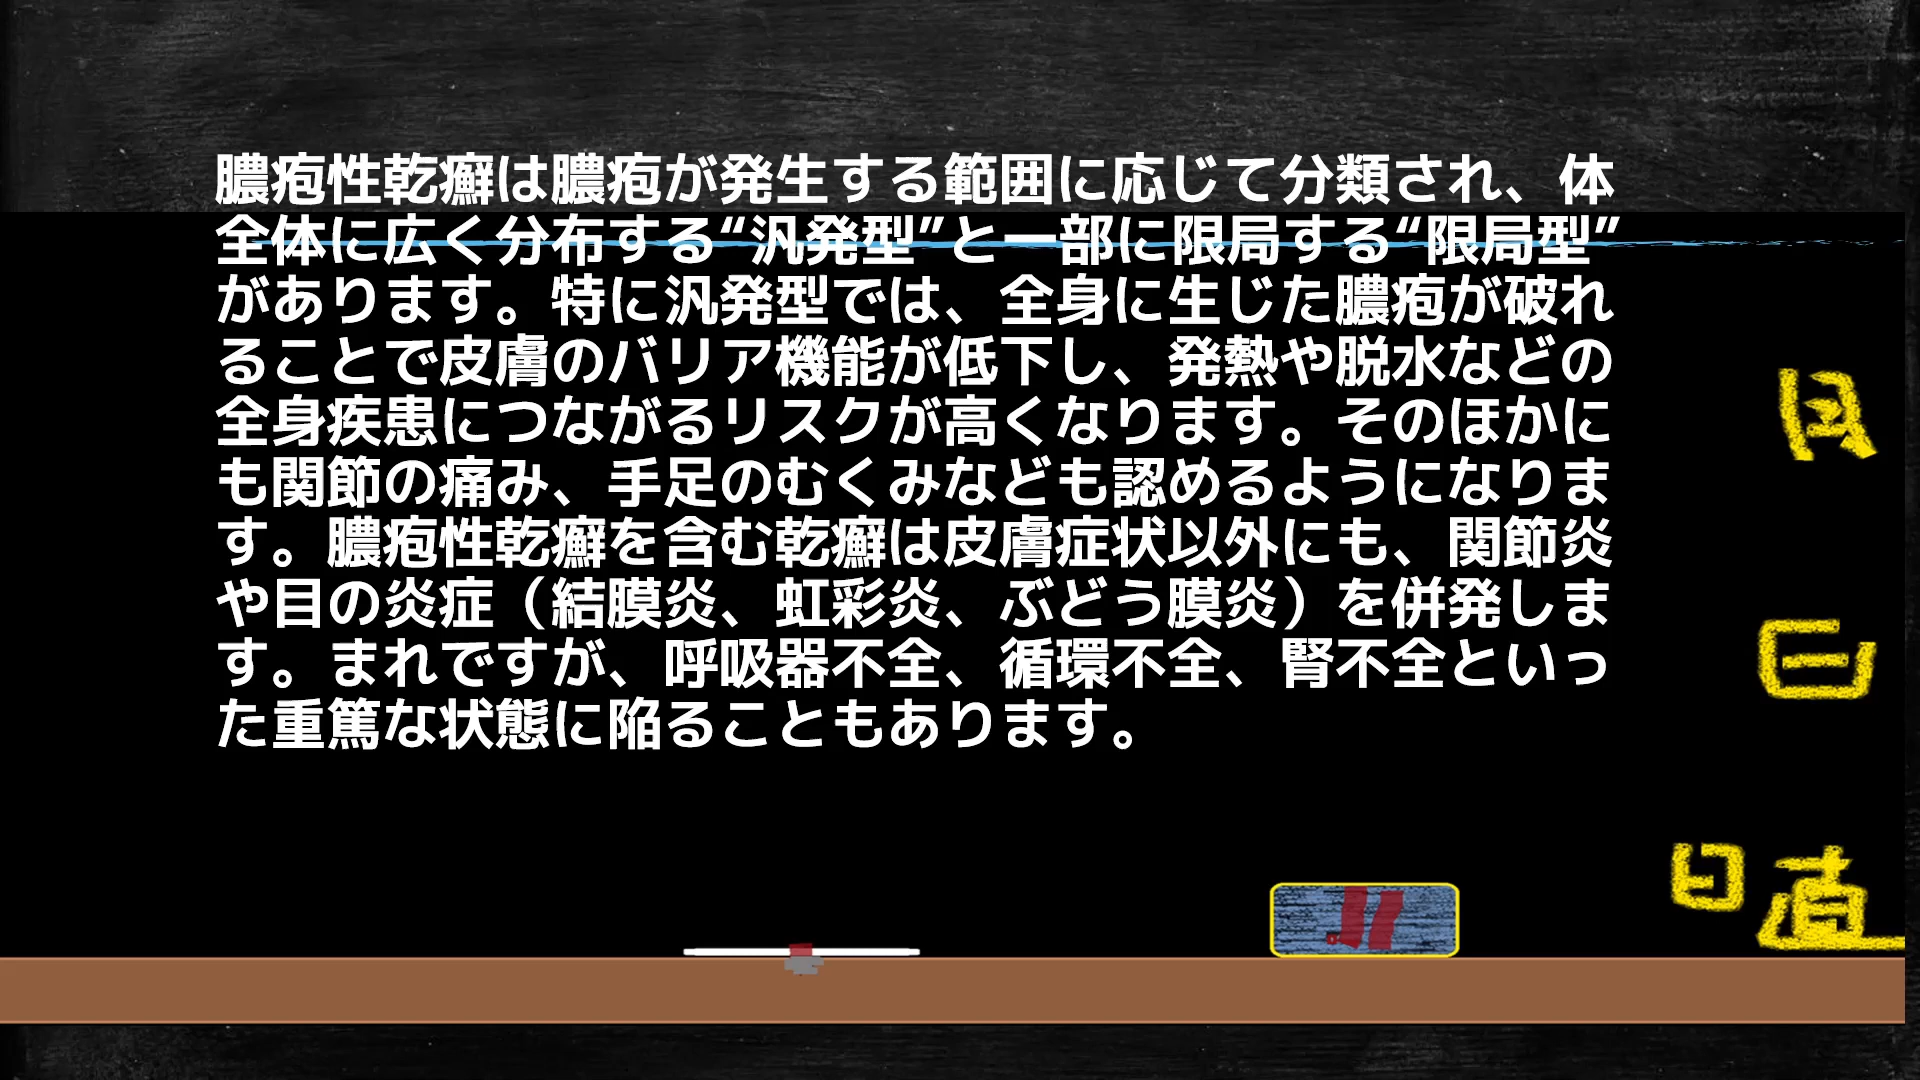 膿疱性乾癬は膿疱が発生する範囲に応じて分類され、体
全体に広く分布する“汎発型”と一部に限局する“限局型”
があります。特に汎発型では、全身に生じた膿疱が破れ
ることで皮膚のバリア機能が低下し、発熱や脱水などの
全身疾患につながるリスクが高くなります。そのほかに
も関節の痛み、手足のむくみなども認めるようになりま
す。膿疱性乾癬を含む乾癬は皮膚症状以外にも、関節炎
や目の炎症（結膜炎、虹彩炎、ぶどう膜炎）を併発しま
す。まれですが、呼吸器不全、循環不全、腎不全といっ
た重篤な状態に陥ることもあります。
月
日
日直